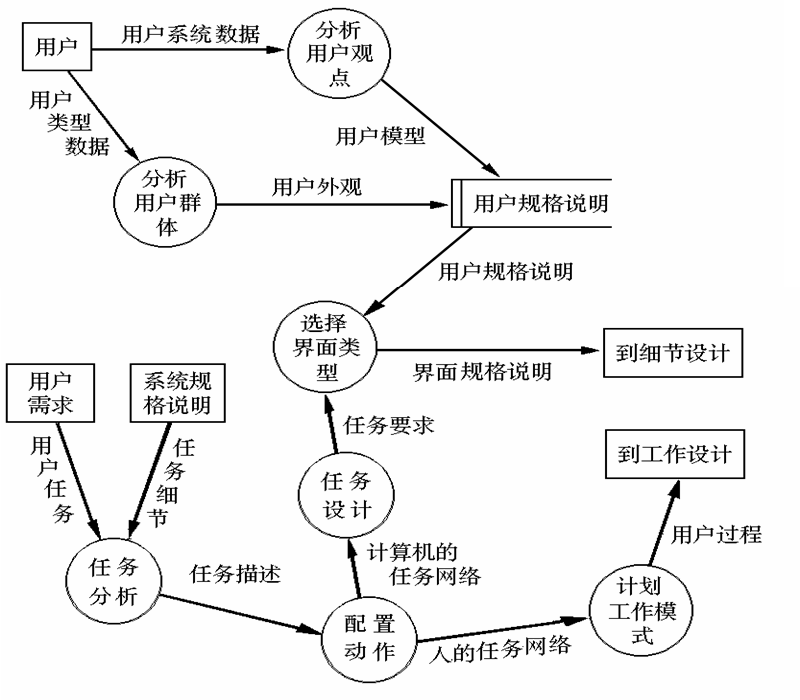 用户
用户系统数据
分析
用户观
点
用户
类型
数据
用户模型
分析
用户群
体
用户外观
用户规格说明
用户规格说明
选择
界面类
型
界面规格说明
到细节设计
用户
需求
系统规
格说明
任务要求
用户任务
任务细节
任务
设计
到工作设计
用户过程
计算机的
任务网络
任务
分析
任务描述
配置
动作
人的任务网络
计划
工作模
式